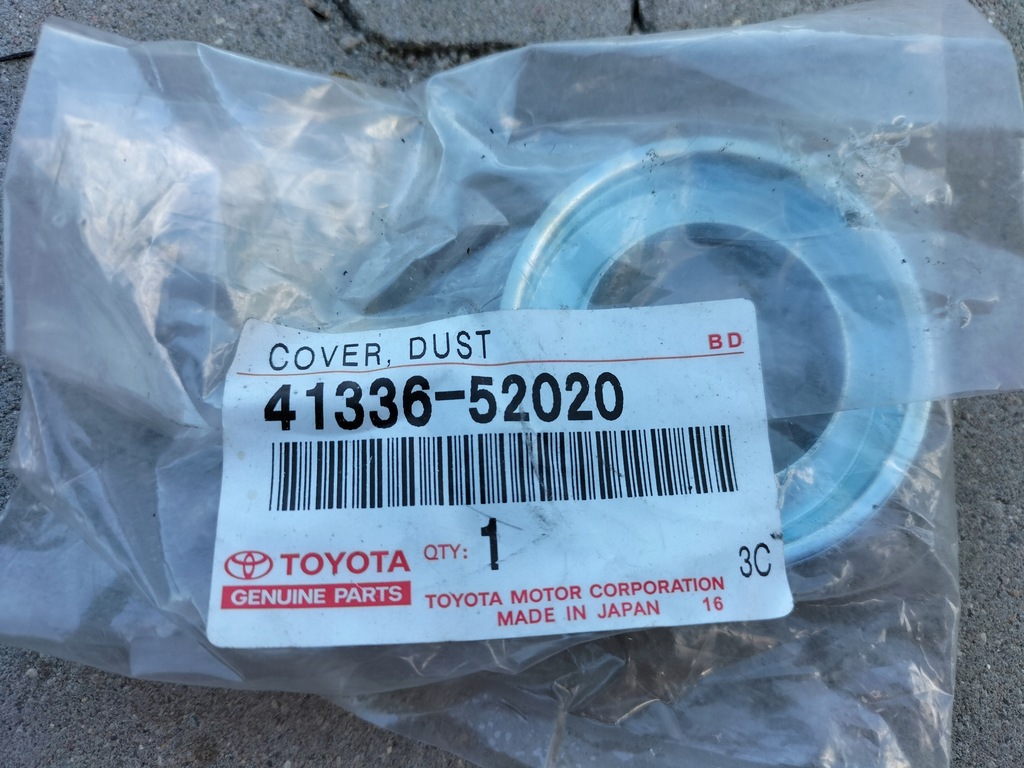 COVER, DUST
BD
41336-52020
TOYOTA
GENUINE PARTS
QTY: 1
3C
TOYOTA MOTOR CORPORATION
MADE IN JAPAN 16